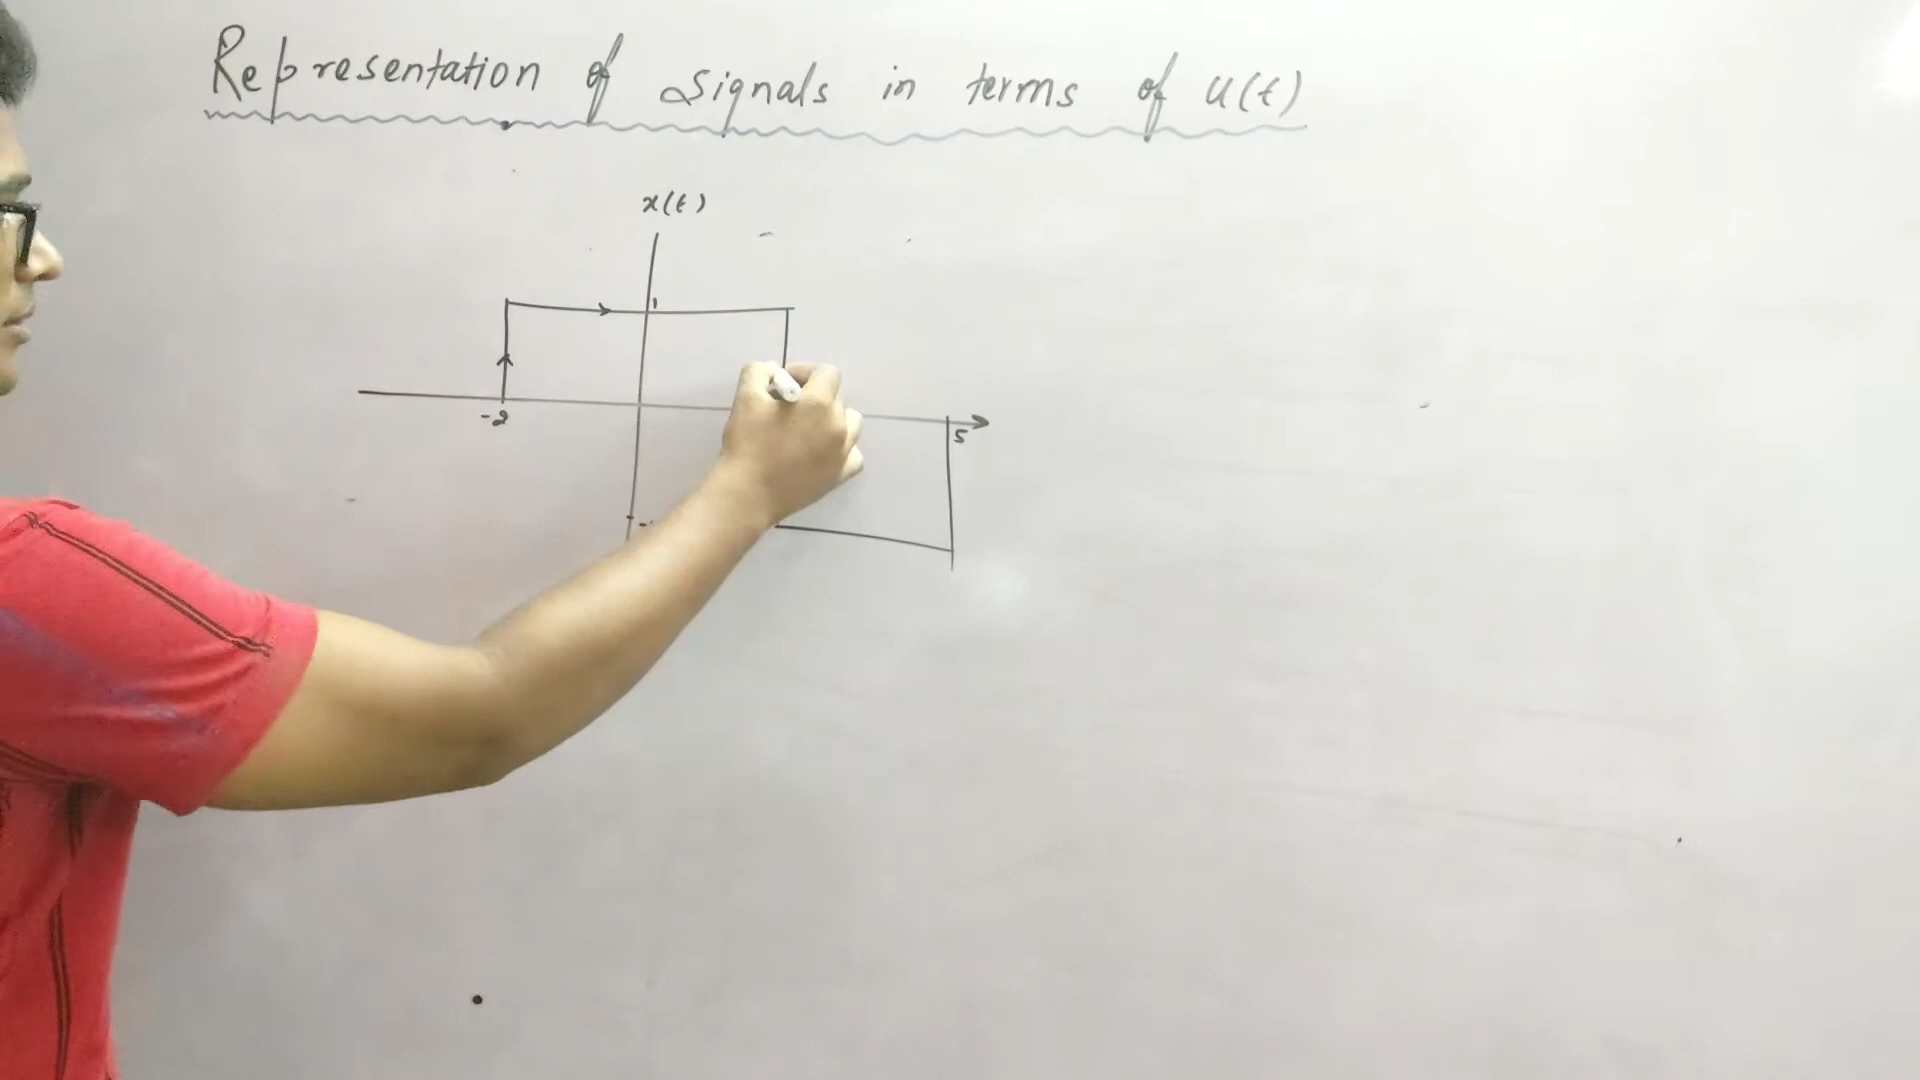 Representation of signals in terms of u(t)
x(t)
1
-2
5